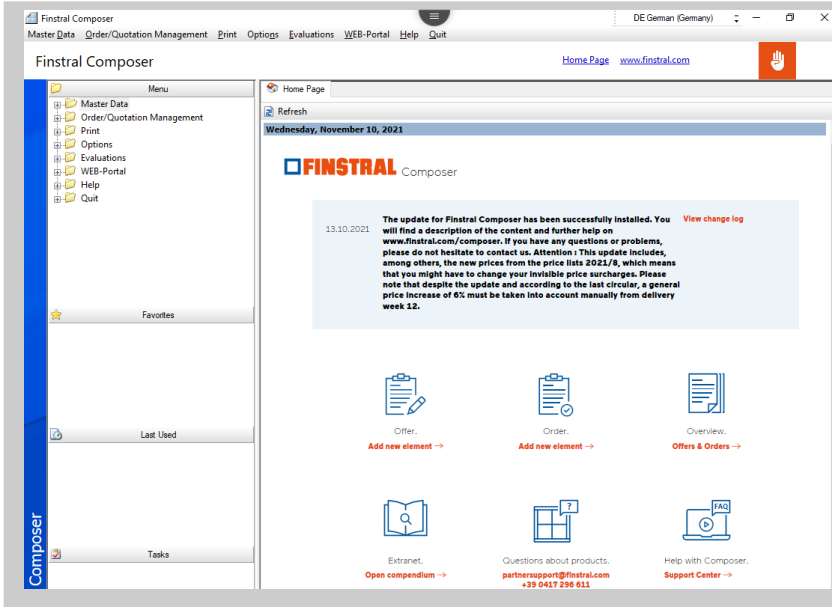 Finstral Composer
DE German (Germany)
Master Data Order/Quotation Management Print Options Evaluations WEB-Portal Help Quit
Finstral Composer
Home Page www.finstral.com
Menu
Master Data
Order/Quotation Management
Print
Options
Evaluations
WEB-Portal
Help
Quit
Favorites
Last Used
Tasks
Composer
Home Page
Refresh
Wednesday, November 10, 2021
FINSTRAL Composer
13.10.2021
The update for Finstral Composer has been successfully installed. You
will find a description of the content and further help on
www.finstral.com/composer. If you have any questions or problems,
please do not hesitate to contact us. Attention : This update includes,
among others, the new prices from the price lists 2021/8, which means
that you might have to change your invisible price surcharges. Please
note that despite the update and according to the last circular, a general
price increase of 6% must be taken into account manually from delivery
week 12.
View change log
Offer.
Add new element →
Order.
Add new element →
Overview.
Offers & Orders →
Extranet.
Open compendium →
?
Questions about products.
partnersupport@finstral.com
+39 0417 296 611
FAQ
Help with Composer.
Support Center →